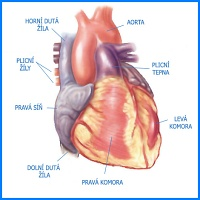 HORNÍ DUTÁ
ŽÍLA
AORTA
PLICNÍ
ŽÍLY
PLICNÍ
TEPNA
PRAVÁ SÍŇ
LEVÁ
KOMORA
DOLNÍ DUTÁ
ŽÍLA
PRAVÁ KOMORA